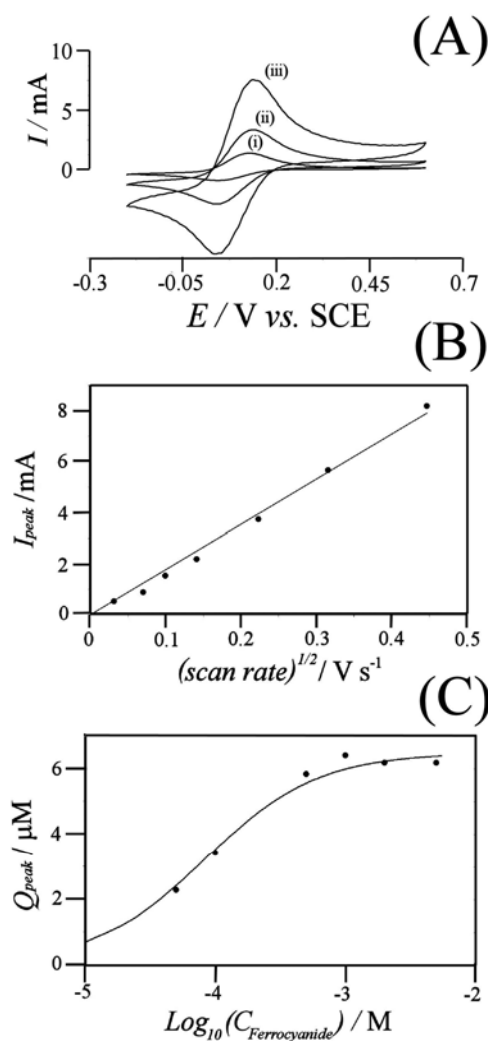 (A)
10
5
0
I / mA
(iii)
(ii)
(i)
-0.3 -0.05 0.2 0.45 0.7
E / V vs. SCE
(B)
8
6
4
2
0
I_peak /mA
0 0.1 0.2 0.3 0.4 0.5
(scan rate)^1/2 / V s^-1
(C)
6
4
2
0
Q_peak / μM
-5 -4 -3 -2
Log_10(C_Ferrocyanide) / M